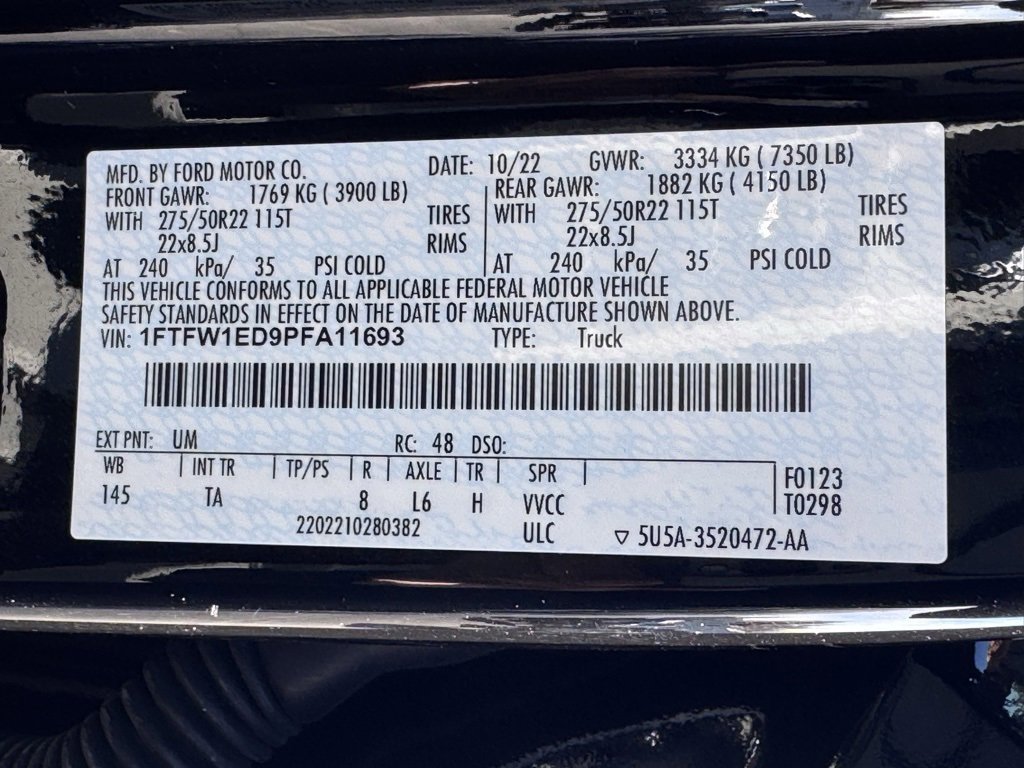 MFD. BY FORD MOTOR CO. DATE: 10/22 GVWR: 3334 KG ( 7350 LB)
FRONT GAWR: 1769 KG ( 3900 LB) REAR GAWR: 1882 KG ( 4150 LB)
WITH 275/50R22 115T TIRES WITH 275/50R22 115T TIRES
22x8.5J RIMS 22x8.5J RIMS
AT 240 kPa/ 35 PSI COLD AT 240 kPa/ 35 PSI COLD
THIS VEHICLE CONFORMS TO ALL APPLICABLE FEDERAL MOTOR VEHICLE
SAFETY STANDARDS IN EFFECT ON THE DATE OF MANUFACTURE SHOWN ABOVE.
VIN: 1FTFW1ED9PFA11693 TYPE: Truck
EXT PNT: UM RC: 48 DSO:
WB INT TR TP/PS R AXLE TR SPR F0123
145 TA 8 L6 H VVCC T0298
2202210280382 ULC ▽ 5U5A-3520472-AA